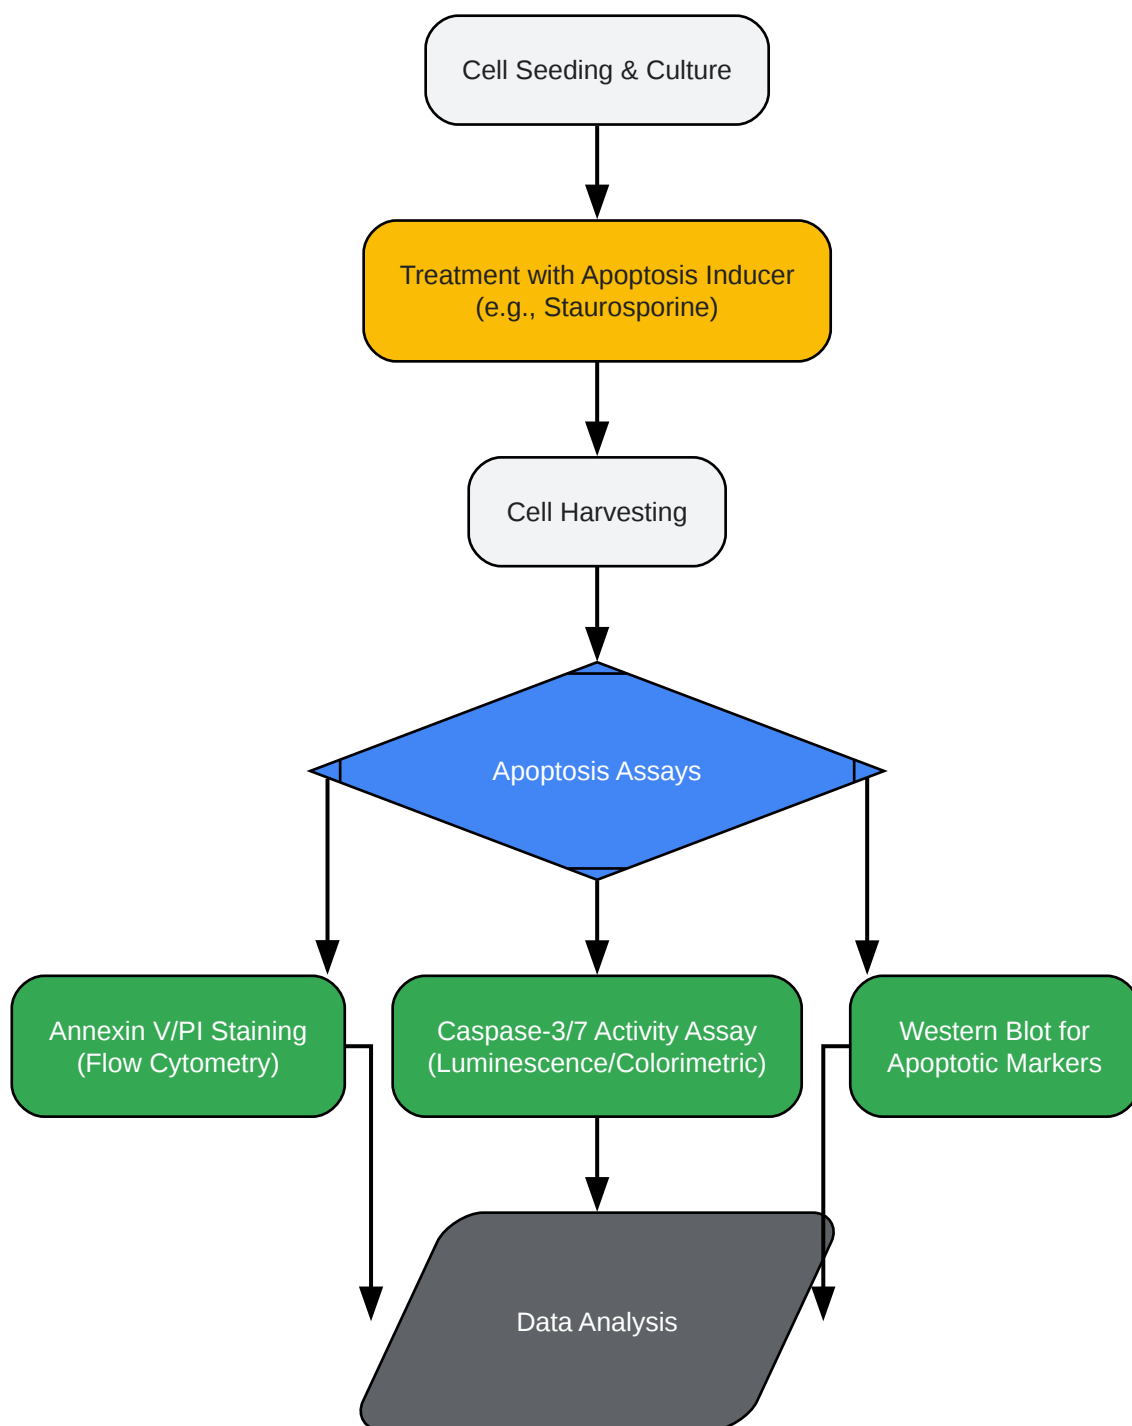 Cell Seeding & Culture
Treatment with Apoptosis Inducer
(e.g., Staurosporine)
Cell Harvesting
Apoptosis Assays
Annexin V/PI Staining
(Flow Cytometry)
Caspase-3/7 Activity Assay
(Luminescence/Colorimetric)
Western Blot for
Apoptotic Markers
Data Analysis